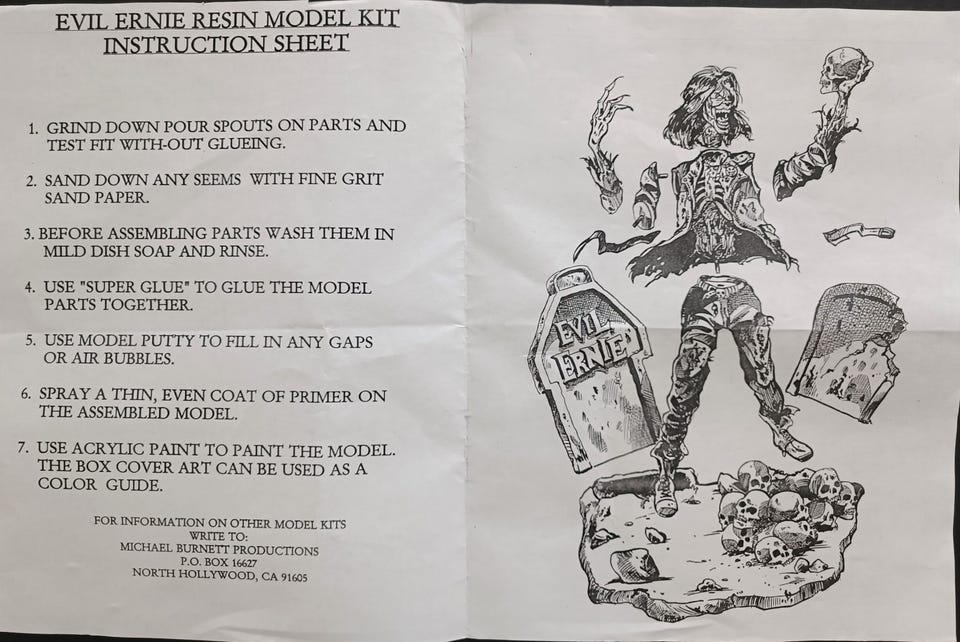 EVIL ERNIE RESIN MODEL KIT
INSTRUCTION SHEET
1. GRIND DOWN POUR SPOUTS ON PARTS AND
TEST FIT WITH-OUT GLUEING.
2. SAND DOWN ANY SEEMS WITH FINE GRIT
SAND PAPER.
3. BEFORE ASSEMBLING PARTS WASH THEM IN
MILD DISH SOAP AND RINSE.
4. USE "SUPER GLUE" TO GLUE THE MODEL
PARTS TOGETHER.
5. USE MODEL PUTTY TO FILL IN ANY GAPS
OR AIR BUBBLES.
6. SPRAY A THIN, EVEN COAT OF PRIMER ON
THE ASSEMBLED MODEL.
7. USE ACRYLIC PAINT TO PAINT THE MODEL.
THE BOX COVER ART CAN BE USED AS A
COLOR GUIDE.
FOR INFORMATION ON OTHER MODEL KITS
WRITE TO:
MICHAEL BURNETT PRODUCTIONS
P.O. BOX 16627
NORTH HOLLYWOOD, CA 91605
EVIL
ERNIE